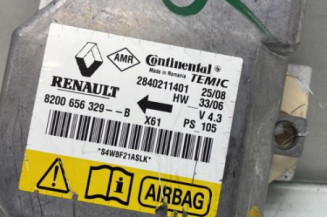 AMR Continental
Made in Romania TEMIC
RENAULT 2840211401 25/08
HW 33/06
8200 656 329--B V 4.3
X61 PS 105
*S4WBF21ASLK*
AIRBAG